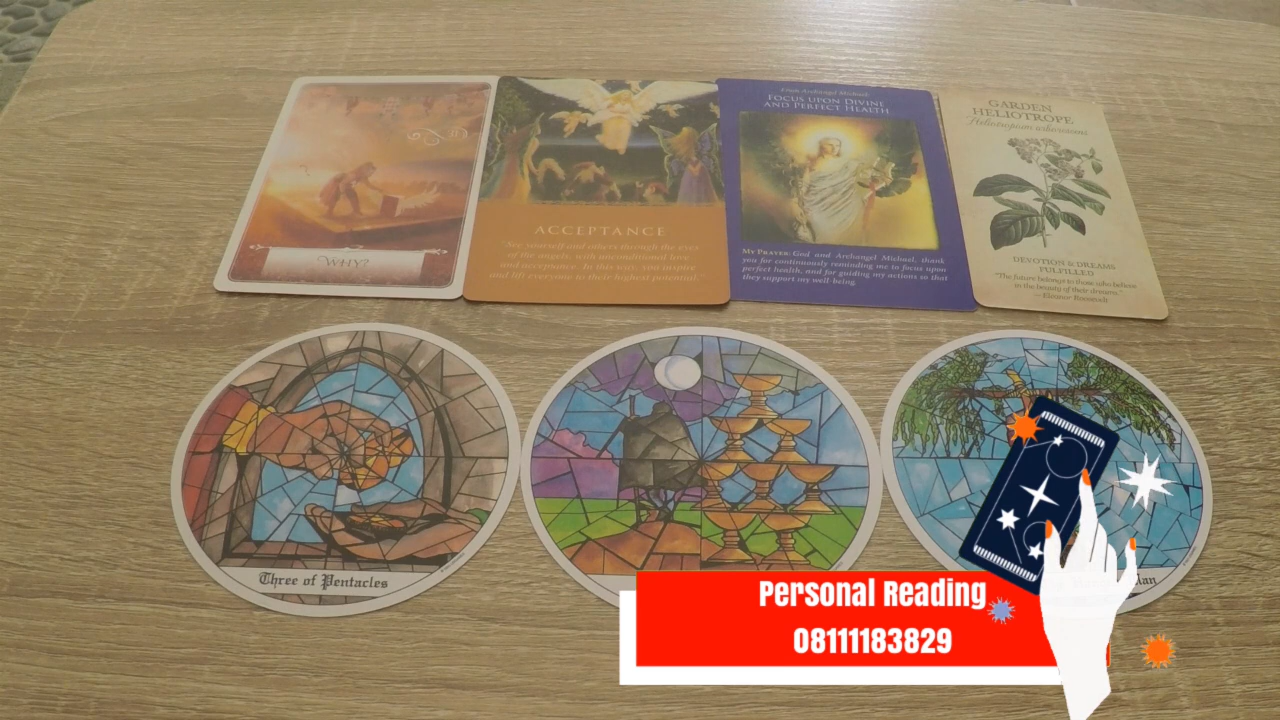 WHY?
ACCEPTANCE
"See yourself and others through the eyes
of the angels, with unconditional love
and acceptance. In this way, you inspire
and lift everyone to their highest potential.
From Archangel Michael:
FOCUS UPON DIVINE
AND PERFECT HEALTH
MY PRAYER: God and Archangel Michael, thank
you for continuously reminding me to focus upon
perfect health, and for guiding my actions so that
they support my well-being.
GARDEN
HELIOTROPE
Heliotropium arborescens
DEVOTION & DREAMS
FULFILLED
"The future belongs to those who believe
in the beauty of their dreams."
— Eleanor Roosevelt
Three of Pentacles
Personal Reading
08111183829